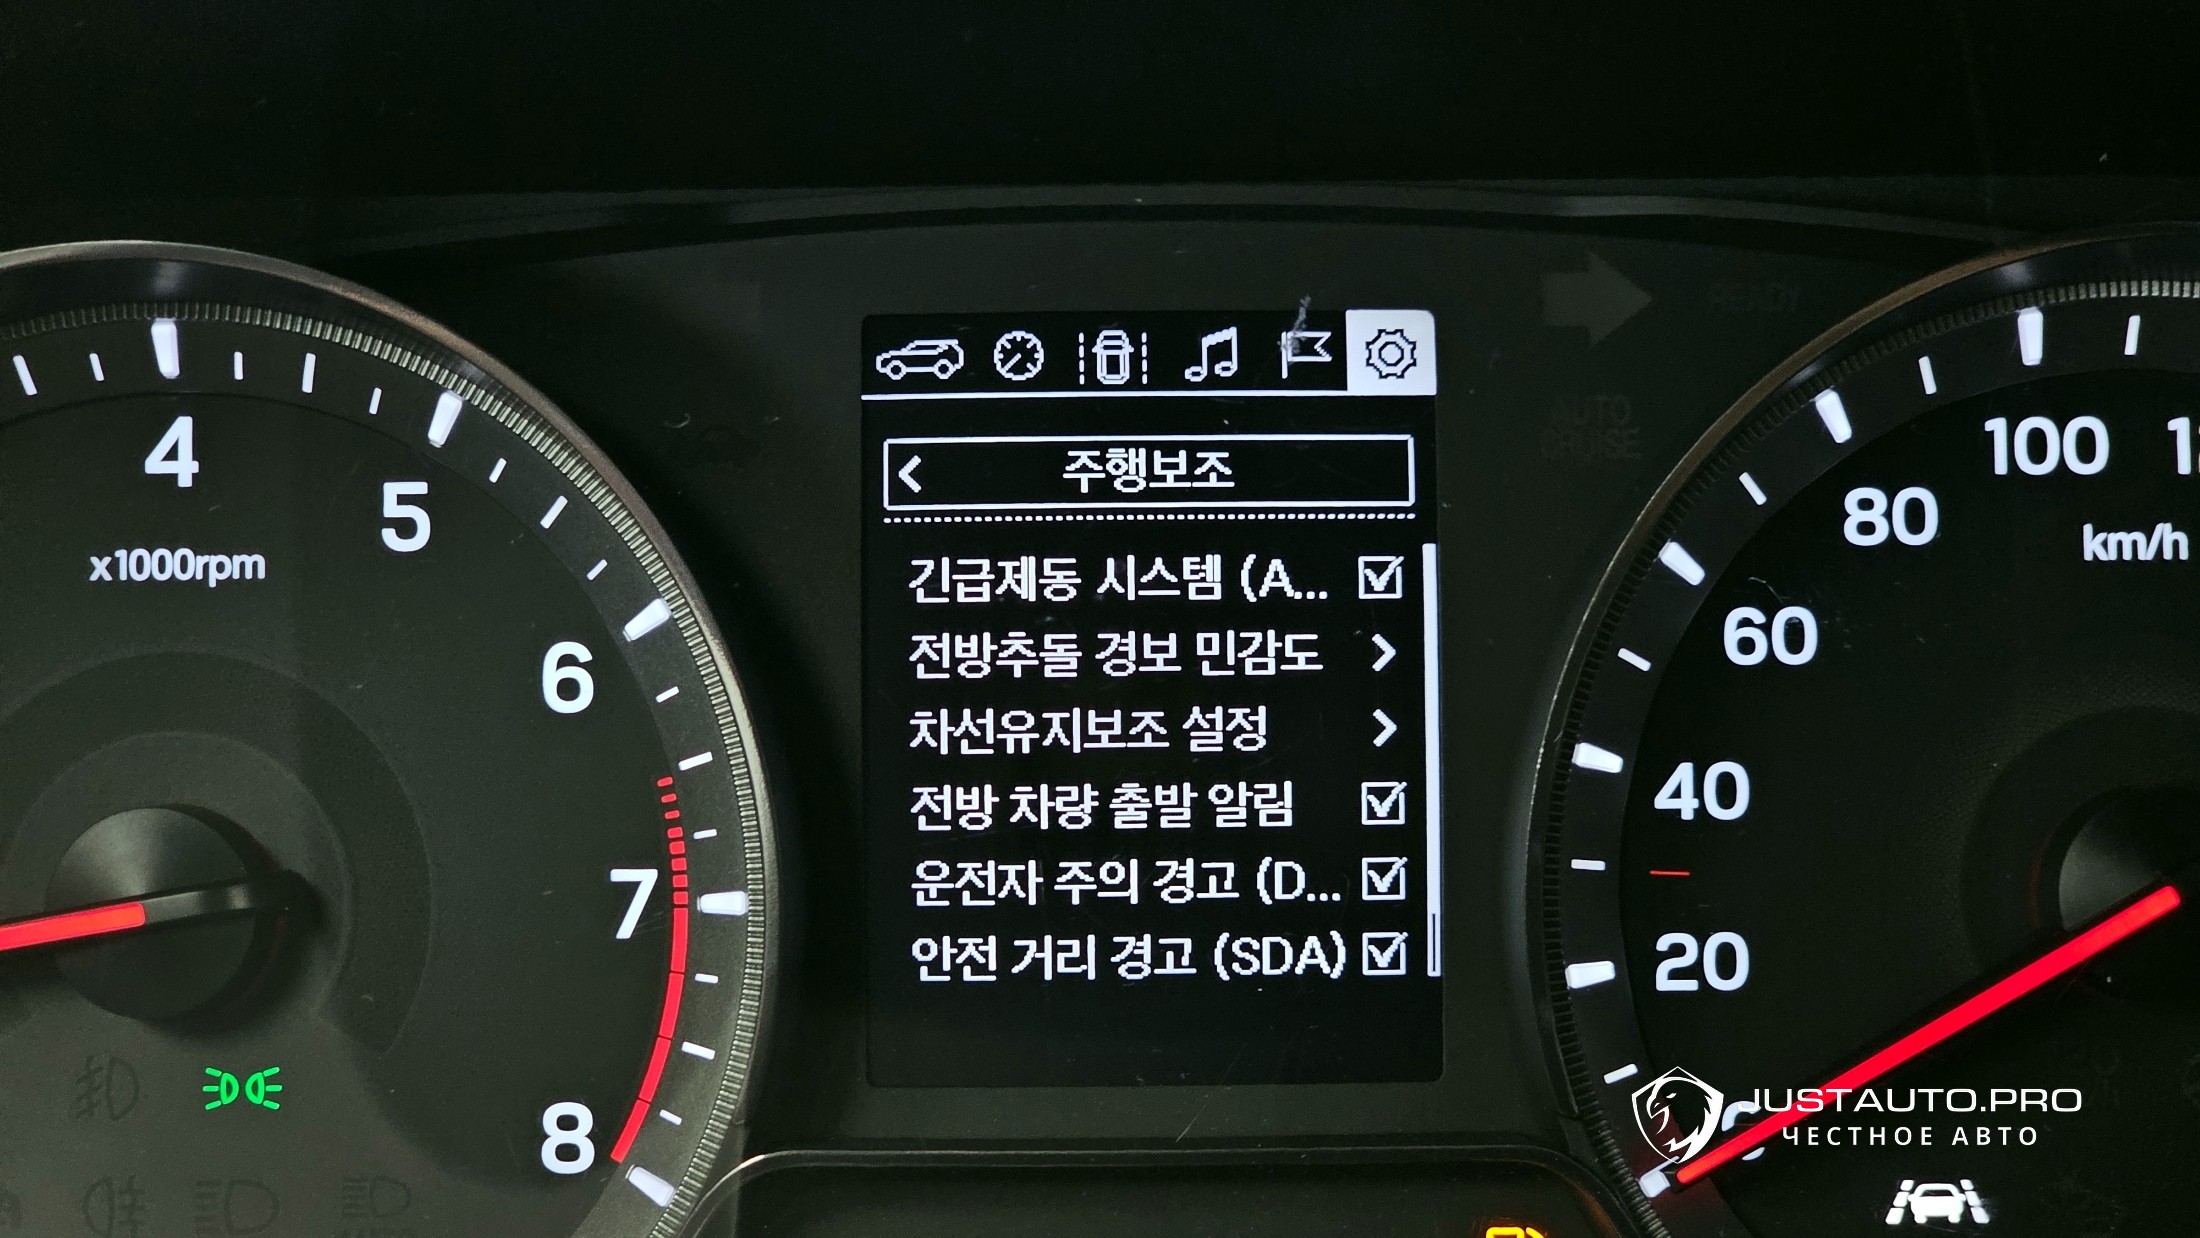 4
5
x1000rpm
6
7
8
주행보조
긴급제동 시스템 (A...
전방추돌 경보 민감도
차선유지보조 설정
전방 차량 출발 알림
운전자 주의 경고 (D...
안전 거리 경고 (SDA)
AUTO
CRUISE
100
80
km/h
60
40
20
JUSTAUTO.PRO
ЧЕСТНОЕ АВТО